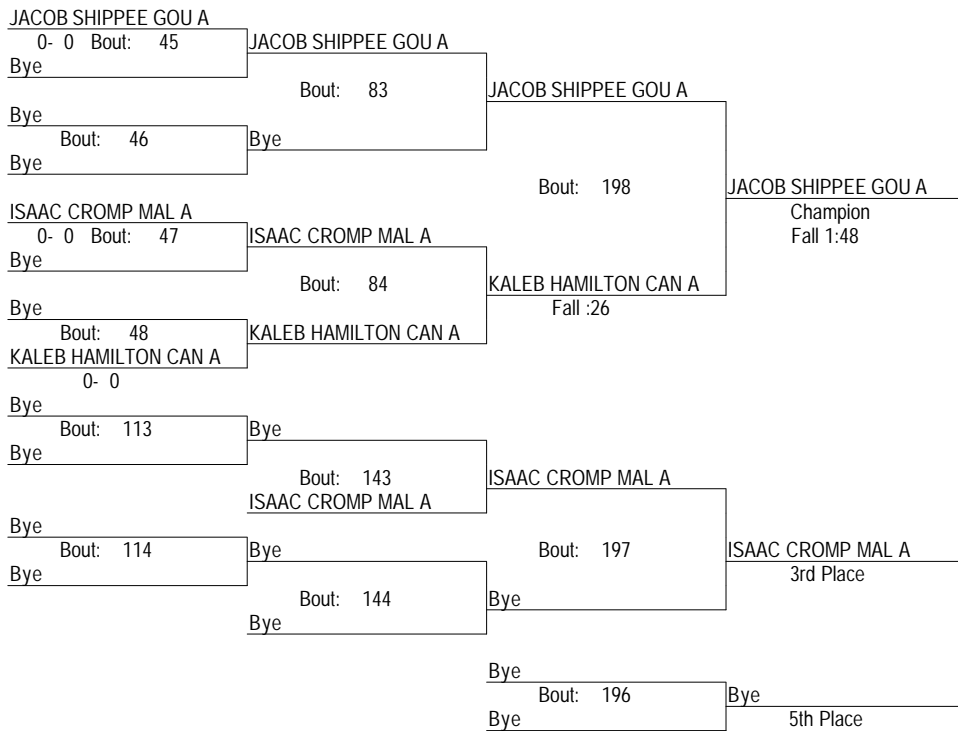 JACOB SHIPPEE GOU A
0- 0 Bout: 45
Bye
JACOB SHIPPEE GOU A
Bout: 83
JACOB SHIPPEE GOU A
Bye
Bout: 46
Bye
Bye
Bout: 198
JACOB SHIPPEE GOU A
Champion
Fall 1:48
ISAAC CROMP MAL A
0- 0 Bout: 47
Bye
ISAAC CROMP MAL A
Bout: 84
KALEB HAMILTON CAN A
Fall :26
Bye
Bout: 48
KALEB HAMILTON CAN A
KALEB HAMILTON CAN A
0- 0
Bye
Bout: 113
Bye
Bye
Bout: 143
ISAAC CROMP MAL A
ISAAC CROMP MAL A
Bye
Bout: 114
Bye
Bye
Bout: 197
ISAAC CROMP MAL A
3rd Place
Bout: 144
Bye
Bye
Bye
Bout: 196
Bye
Bye
5th Place